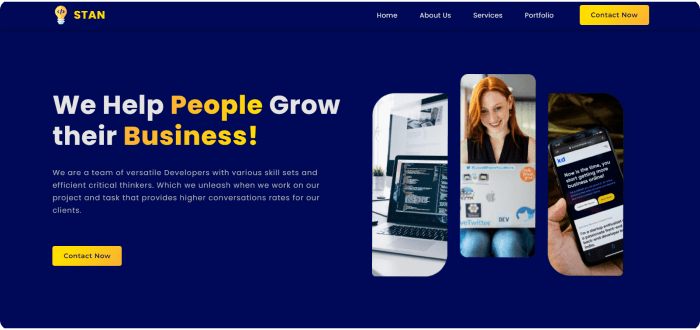 STAN
Home About Us Services Portfolio Contact Now
We Help People Grow
their Business!
We are a team of versatile Developers with various skill sets and
efficient critical thinkers. Which we unleash when we work on our
project and task that provides higher conversations rates for our
clients.
Contact Now
DEV
kd
Now is the time, you
start getting more
business online!